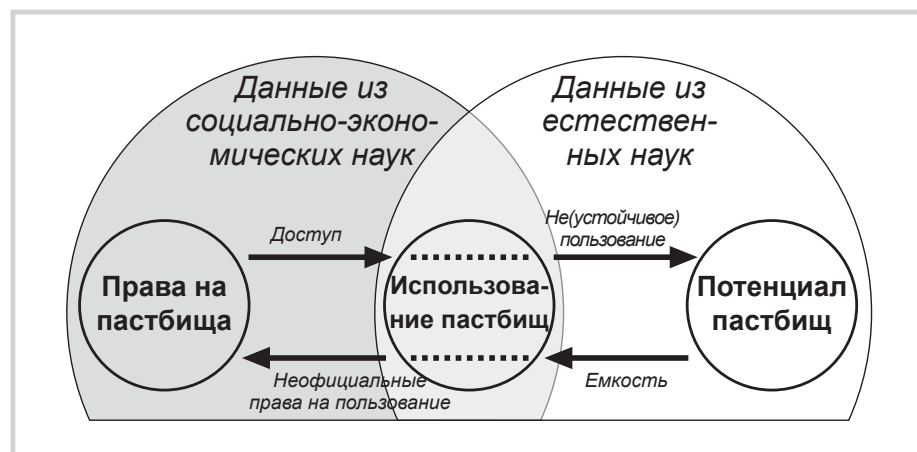 Данные из
социально-эконо-
мических наук
Данные из
естествен-
ных наук
Доступ
Не(устойчивое)
пользование
Права на
пастбища
Использова-
ние пастбищ
Потенциал
пастбищ
Неофициальные
права на пользование
Емкость